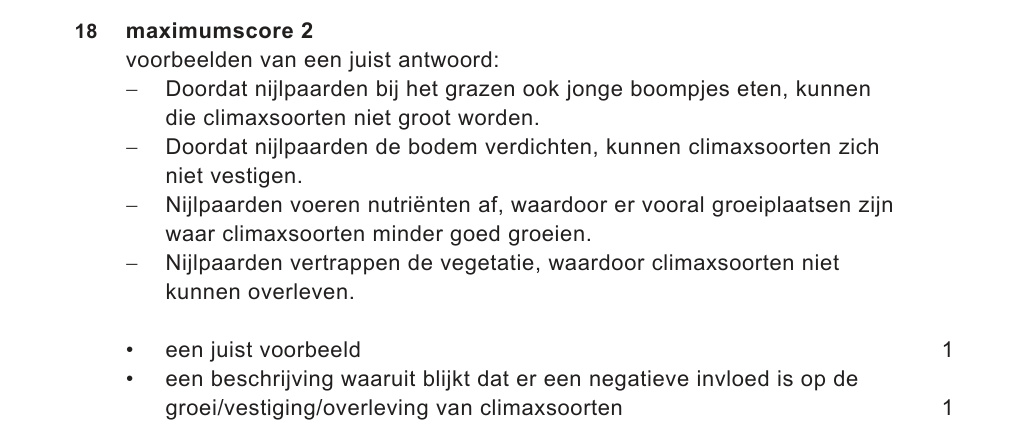 18 maximumscore 2
voorbeelden van een juist antwoord:
– Doordat nijlpaarden bij het grazen ook jonge boompjes eten, kunnen
die climaxsoorten niet groot worden.
– Doordat nijlpaarden de bodem verdichten, kunnen climaxsoorten zich
niet vestigen.
– Nijlpaarden voeren nutriënten af, waardoor er vooral groeiplaatsen zijn
waar climaxsoorten minder goed groeien.
– Nijlpaarden vertrappen de vegetatie, waardoor climaxsoorten niet
kunnen overleven.
• een juist voorbeeld 1
• een beschrijving waaruit blijkt dat er een negatieve invloed is op de
groei/vestiging/overleving van climaxsoorten 1